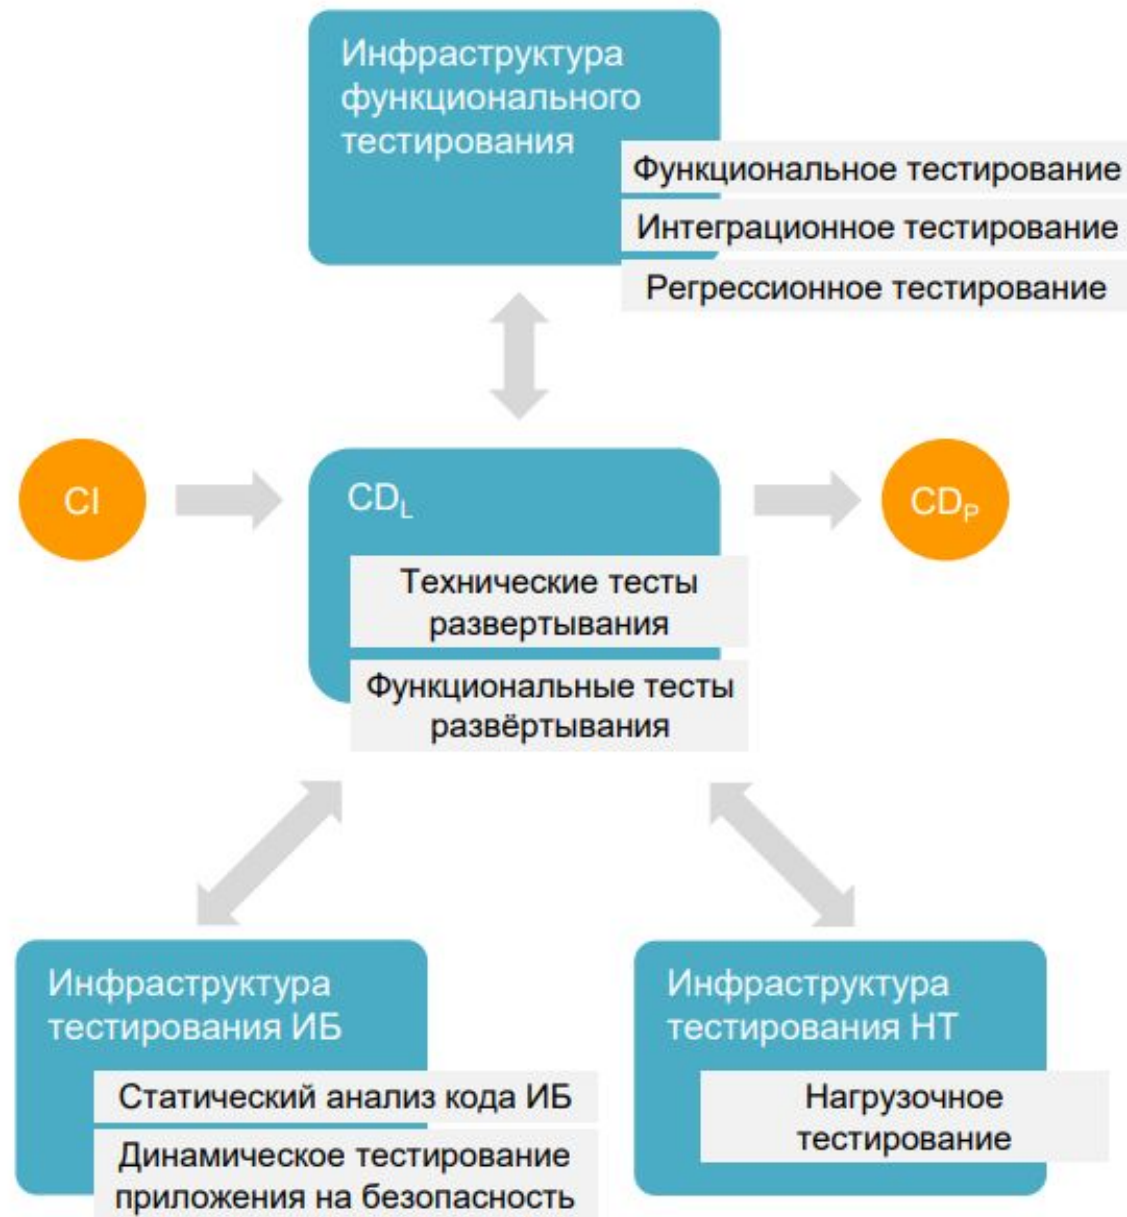 Инфраструктура
функционального
тестирования
Функциональное тестирование
Интеграционное тестирование
Регрессионное тестирование
CI
CDL
CDP
Технические тесты
развертывания
Функциональные тесты
развёртывания
Инфраструктура
тестирования ИБ
Статический анализ кода ИБ
Динамическое тестирование
приложения на безопасность
Инфраструктура
тестирования НТ
Нагрузочное
тестирование